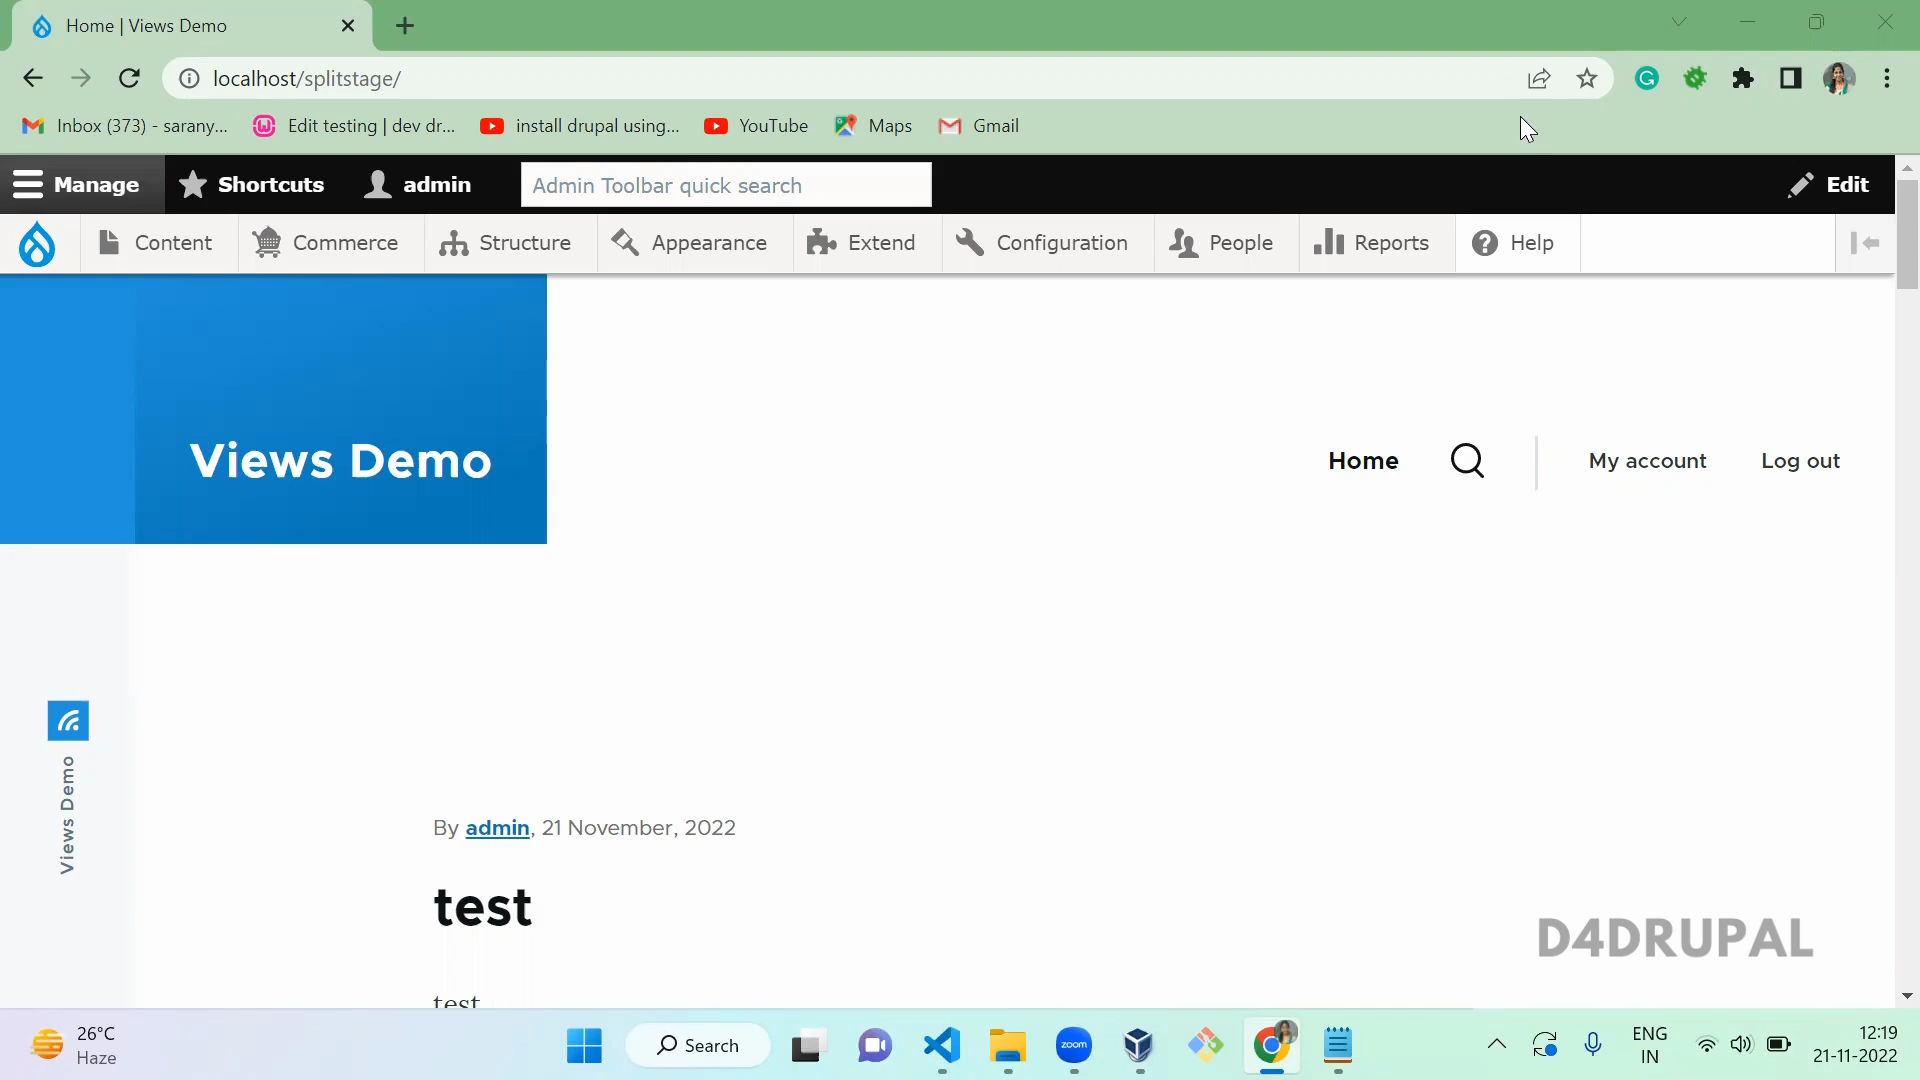 Home | Views Demo
localhost/splitstage/
Inbox (373) - sarany...
Edit testing | dev dr...
install drupal using...
YouTube
Maps
Gmail
Manage
Shortcuts
admin
Admin Toolbar quick search
Edit
Content
Commerce
Structure
Appearance
Extend
Configuration
People
Reports
Help
Views Demo
Home
My account
Log out
Views Demo
By admin, 21 November, 2022
test
test
D4DRUPAL
26°C
Haze
Search
zoom
ENG
IN
12:19
21-11-2022